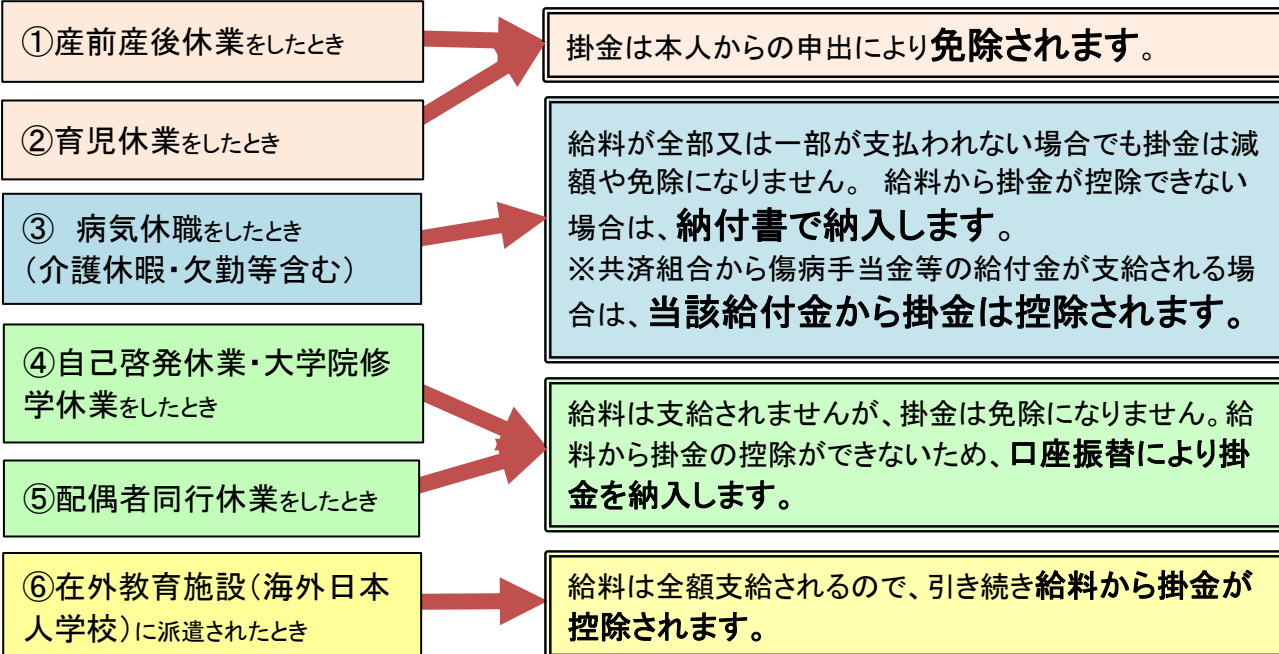 ①産前産後休業をしたとき
掛金は本人からの申出により免除されます。
②育児休業をしたとき
給料が全部又は一部が支払われない場合でも掛金は減
額や免除になりません。 給料から掛金が控除できない
場合は、納付書で納入します。
※共済組合から傷病手当金等の給付金が支給される場
合は、当該給付金から掛金は控除されます。
③ 病気休職をしたとき
（介護休暇・欠勤等含む）
④自己啓発休業・大学院修
学休業をしたとき
給料は支給されませんが、掛金は免除になりません。給
料から掛金の控除ができないため、口座振替により掛
金を納入します。
⑤配偶者同行休業をしたとき
⑥在外教育施設（海外日本
人学校）に派遣されたとき
給料は全額支給されるので、引き続き給料から掛金が
控除されます。